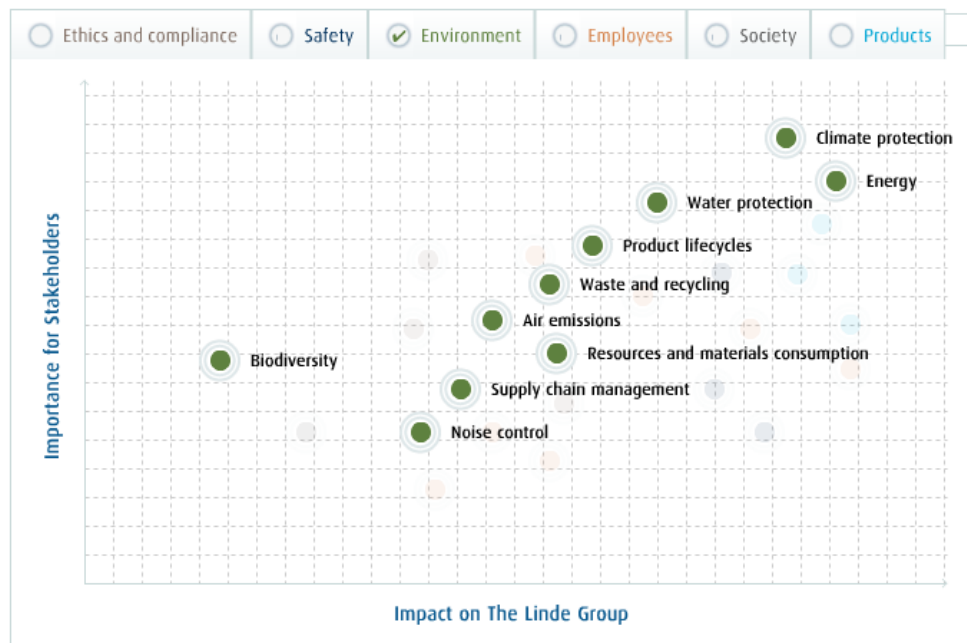 Ethics and compliance
Safety
Environment
Employees
Society
Products
Climate protection
Energy
Water protection
Product lifecycles
Waste and recycling
Air emissions
Resources and materials consumption
Biodiversity
Supply chain management
Noise control
Importance for Stakeholders
Impact on The Linde Group